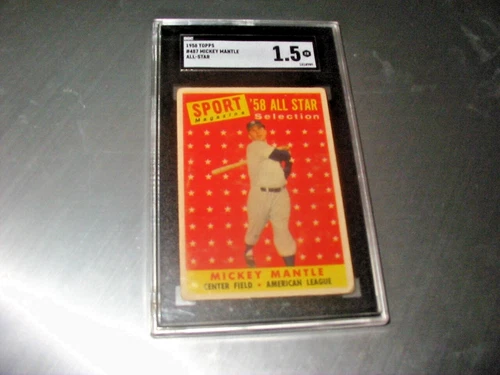 1958 TOPPS
#487 MICKEY MANTLE
ALL-STAR
1.5
SPORT '58 ALL STAR
Magazine Selection
MICKEY MANTLE
CENTER FIELD - AMERICAN LEAGUE